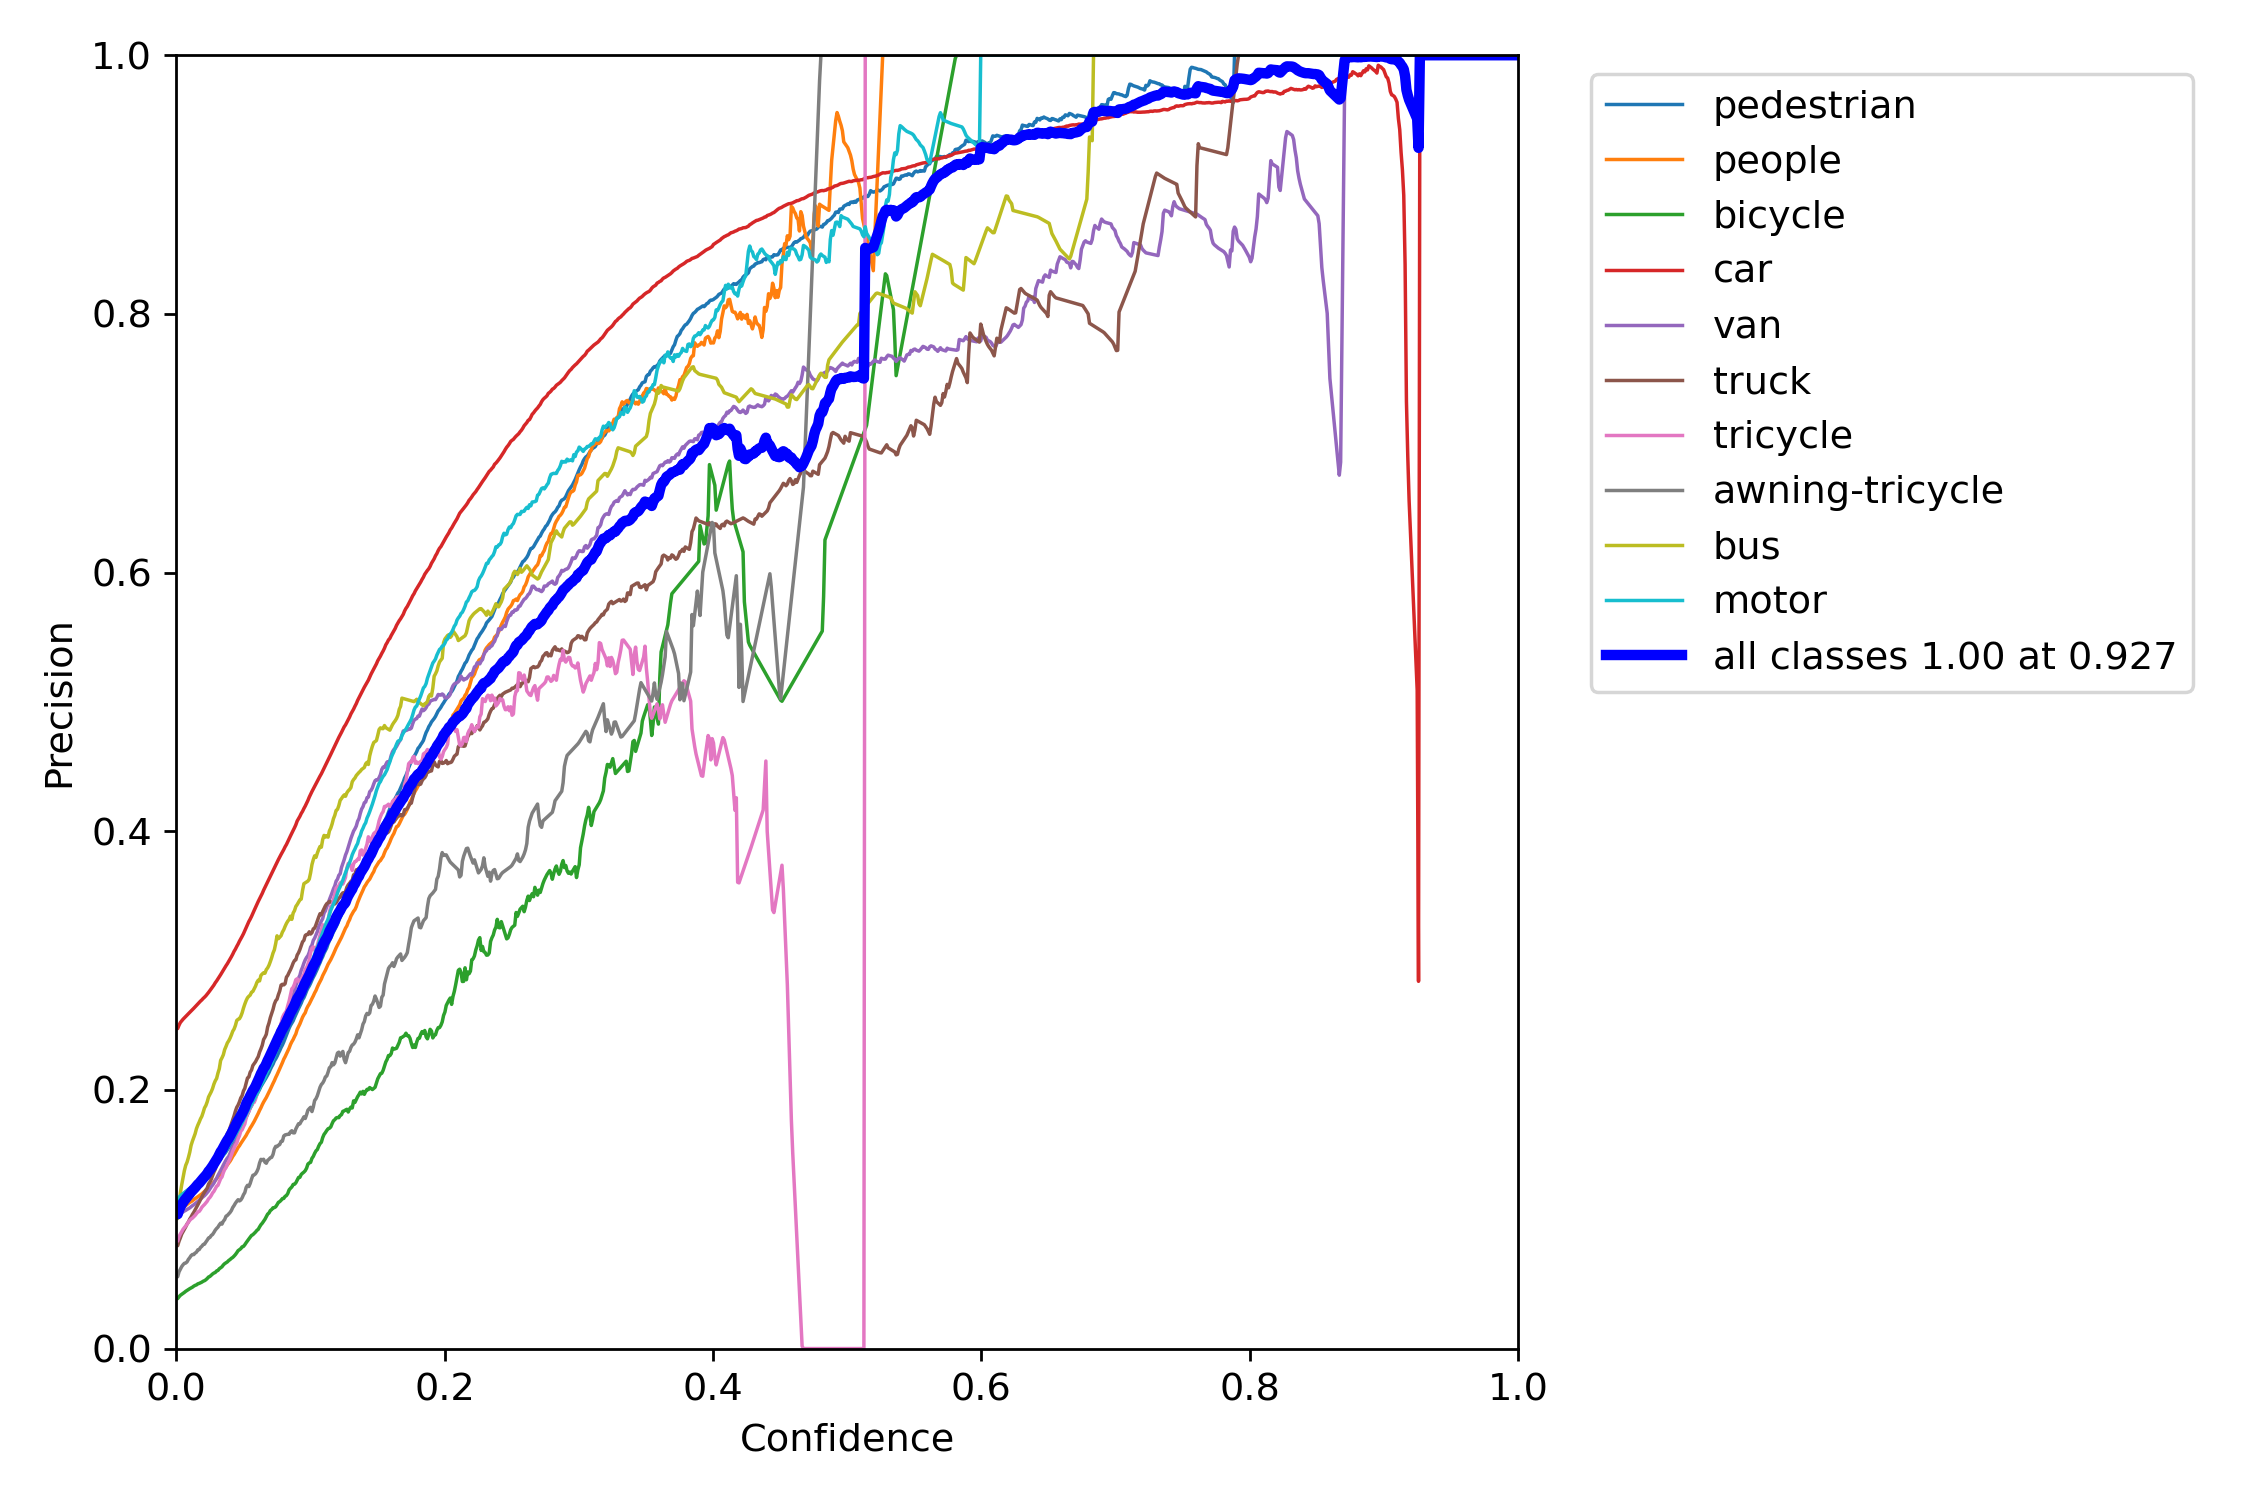 1.0
0.8
0.6
0.4
0.2
0.0
Precision
0.0 0.2 0.4 0.6 0.8 1.0
Confidence
pedestrian
people
bicycle
car
van
truck
tricycle
awning-tricycle
bus
motor
all classes 1.00 at 0.927